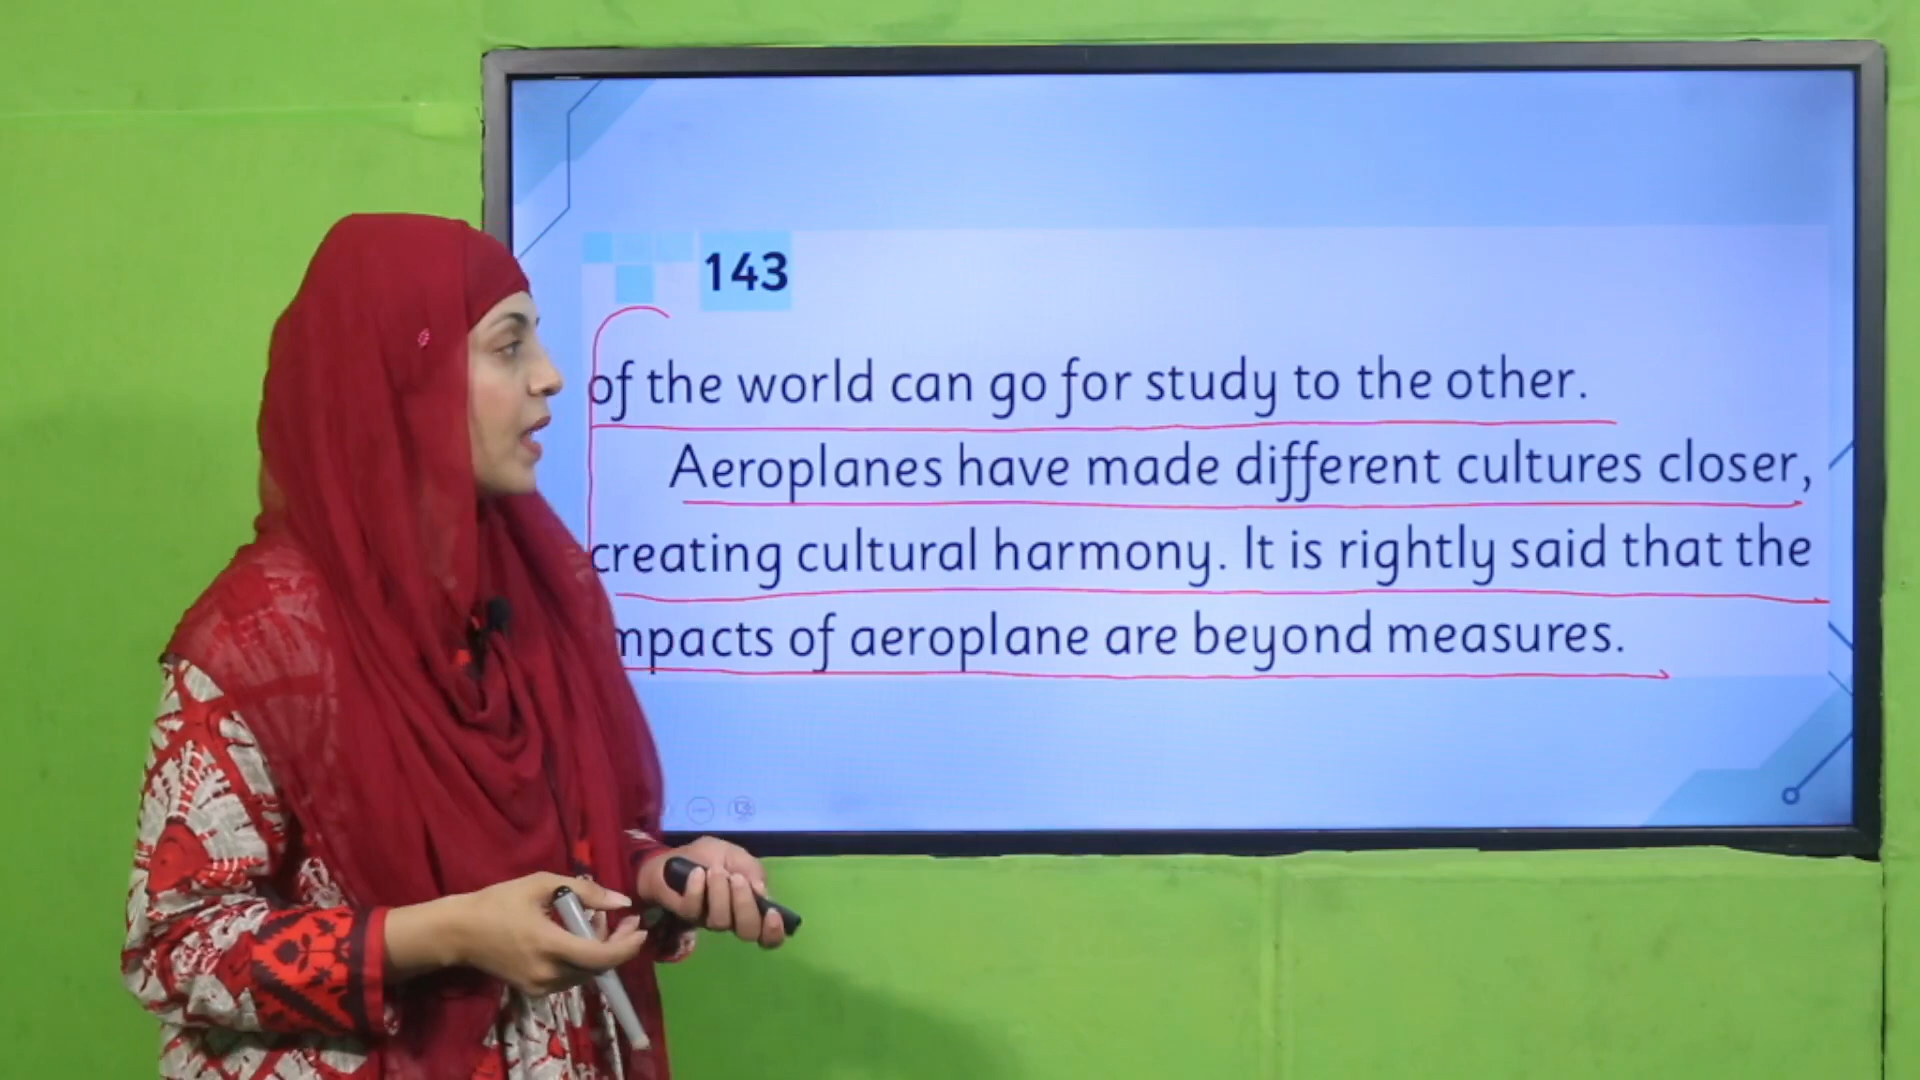 143
of the world can go for study to the other.
Aeroplanes have made different cultures closer,
creating cultural harmony. It is rightly said that the
of aeroplane are beyond measures.